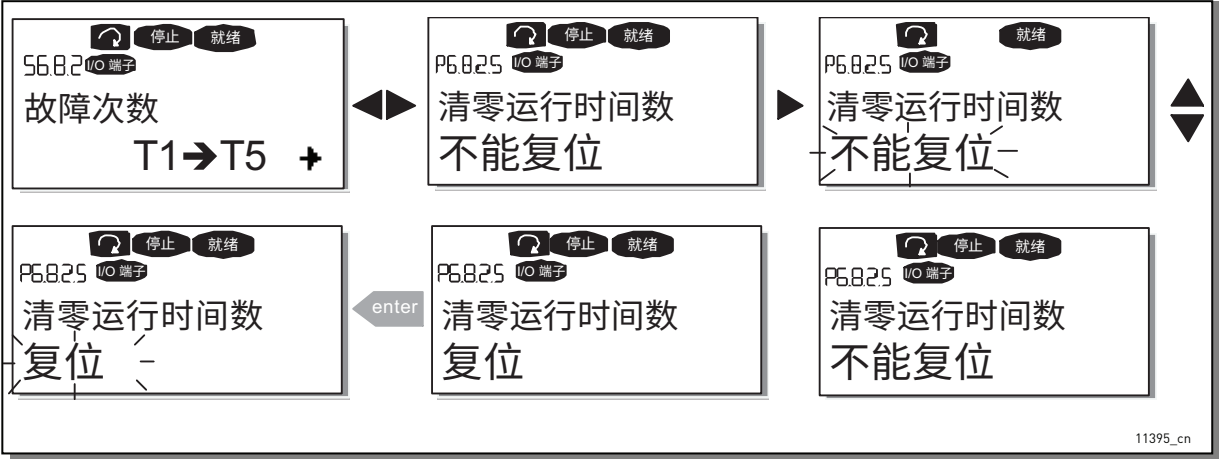 停止 就绪
S6.8.2 I/O 端子
故障次数
T1➔T5
停止 就绪
P6.8.2.5 I/O 端子
清零运行时间数
不能复位
就绪
P6.8.2.5 I/O 端子
清零运行时间数
不能复位
停止 就绪
P6.8.2.5 I/O 端子
清零运行时间数
复位
enter
停止 就绪
P6.8.2.5 I/O 端子
清零运行时间数
复位
停止 就绪
P6.8.2.5 I/O 端子
清零运行时间数
不能复位
11395_cn